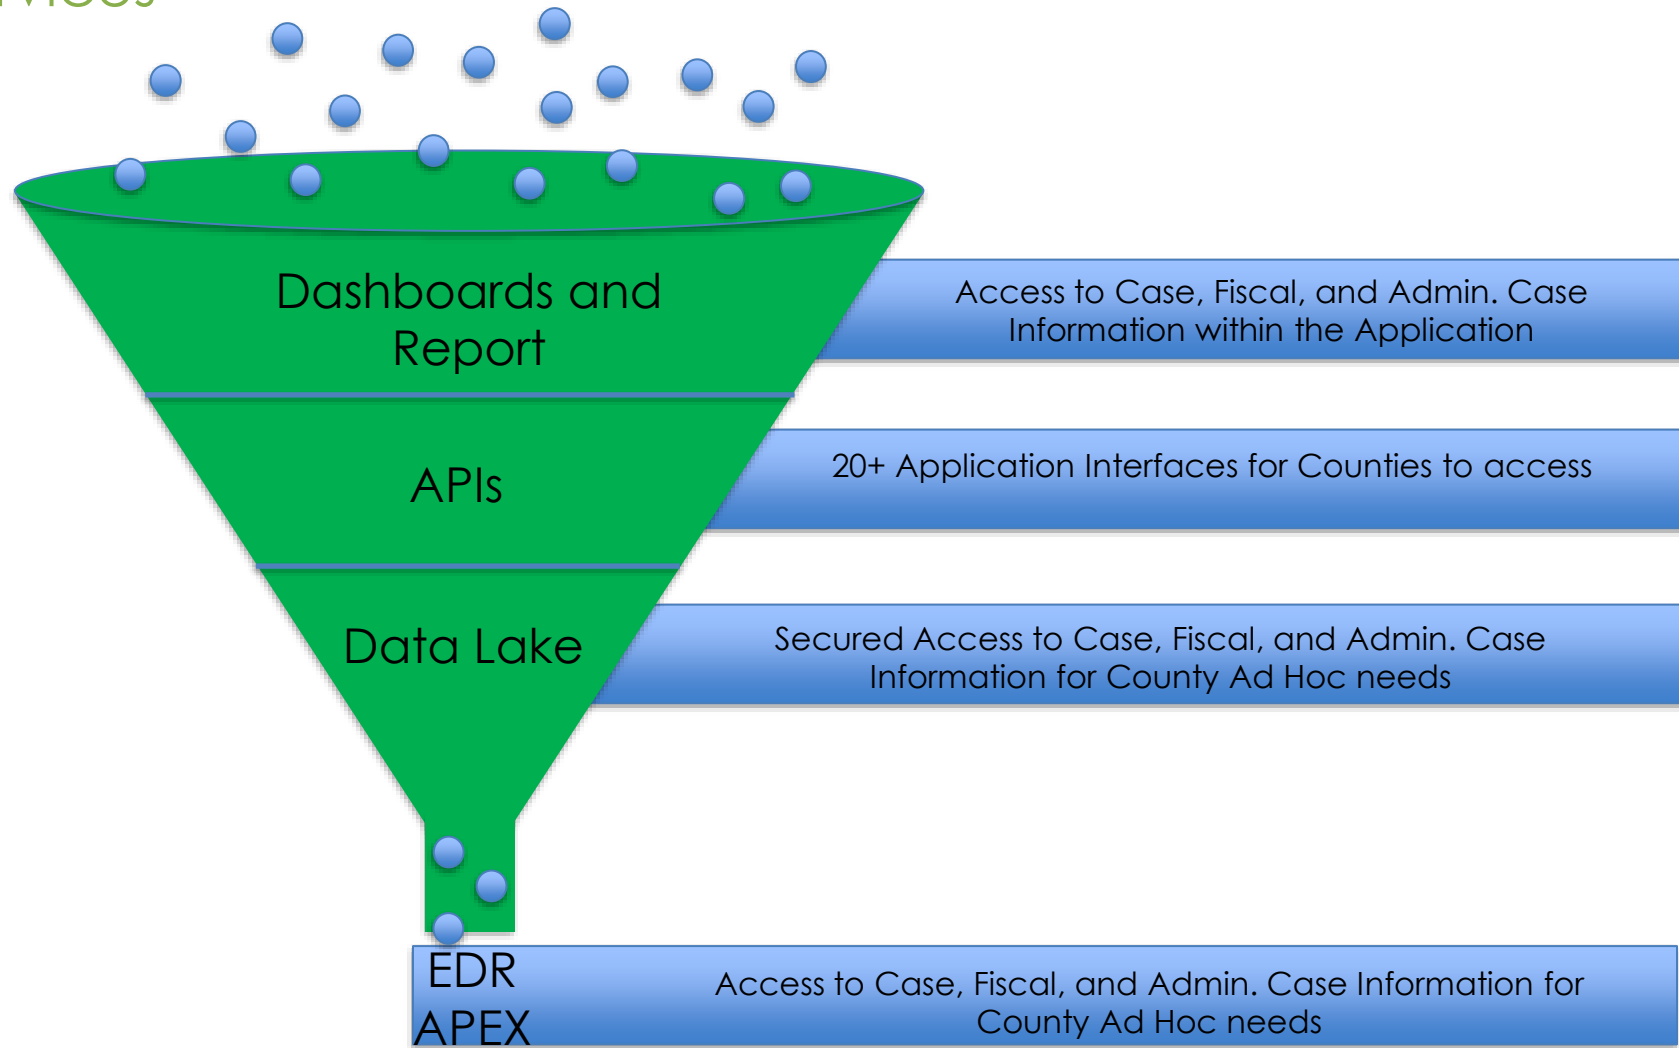 Dashboards and
Report
Access to Case, Fiscal, and Admin. Case
Information within the Application
APIs
20+ Application Interfaces for Counties to access
Data Lake
Secured Access to Case, Fiscal, and Admin. Case
Information for County Ad Hoc needs
EDR
APEX
Access to Case, Fiscal, and Admin. Case Information for
County Ad Hoc needs